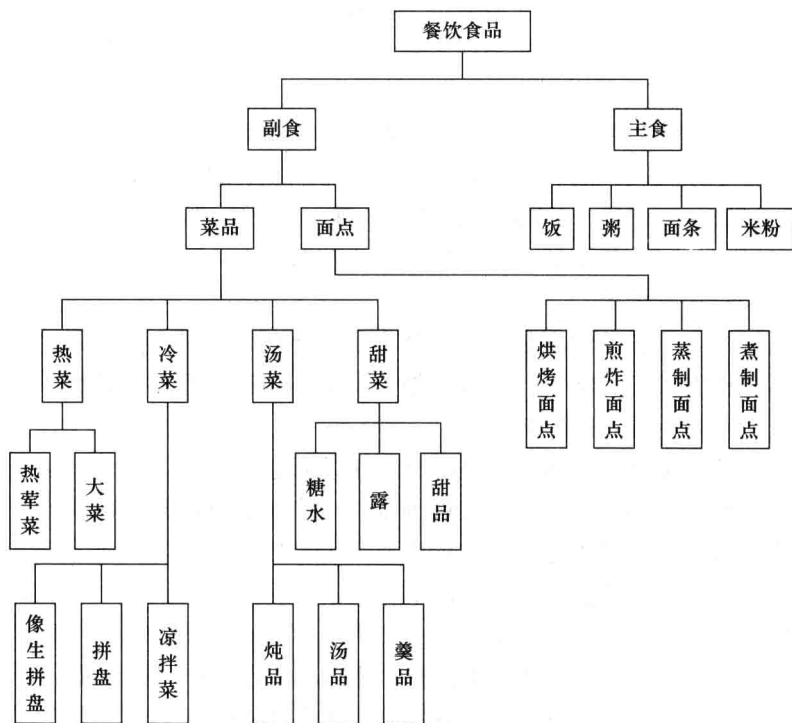 餐饮食品
副食
主食
菜品
面点
饭
粥
面条
米粉
热菜
冷菜
汤菜
甜菜
烘烤面点
煎炸面点
蒸制面点
煮制面点
热荤菜
大菜
糖水
露
甜品
像生拼盘
拼盘
凉拌菜
炖品
汤品
羹品